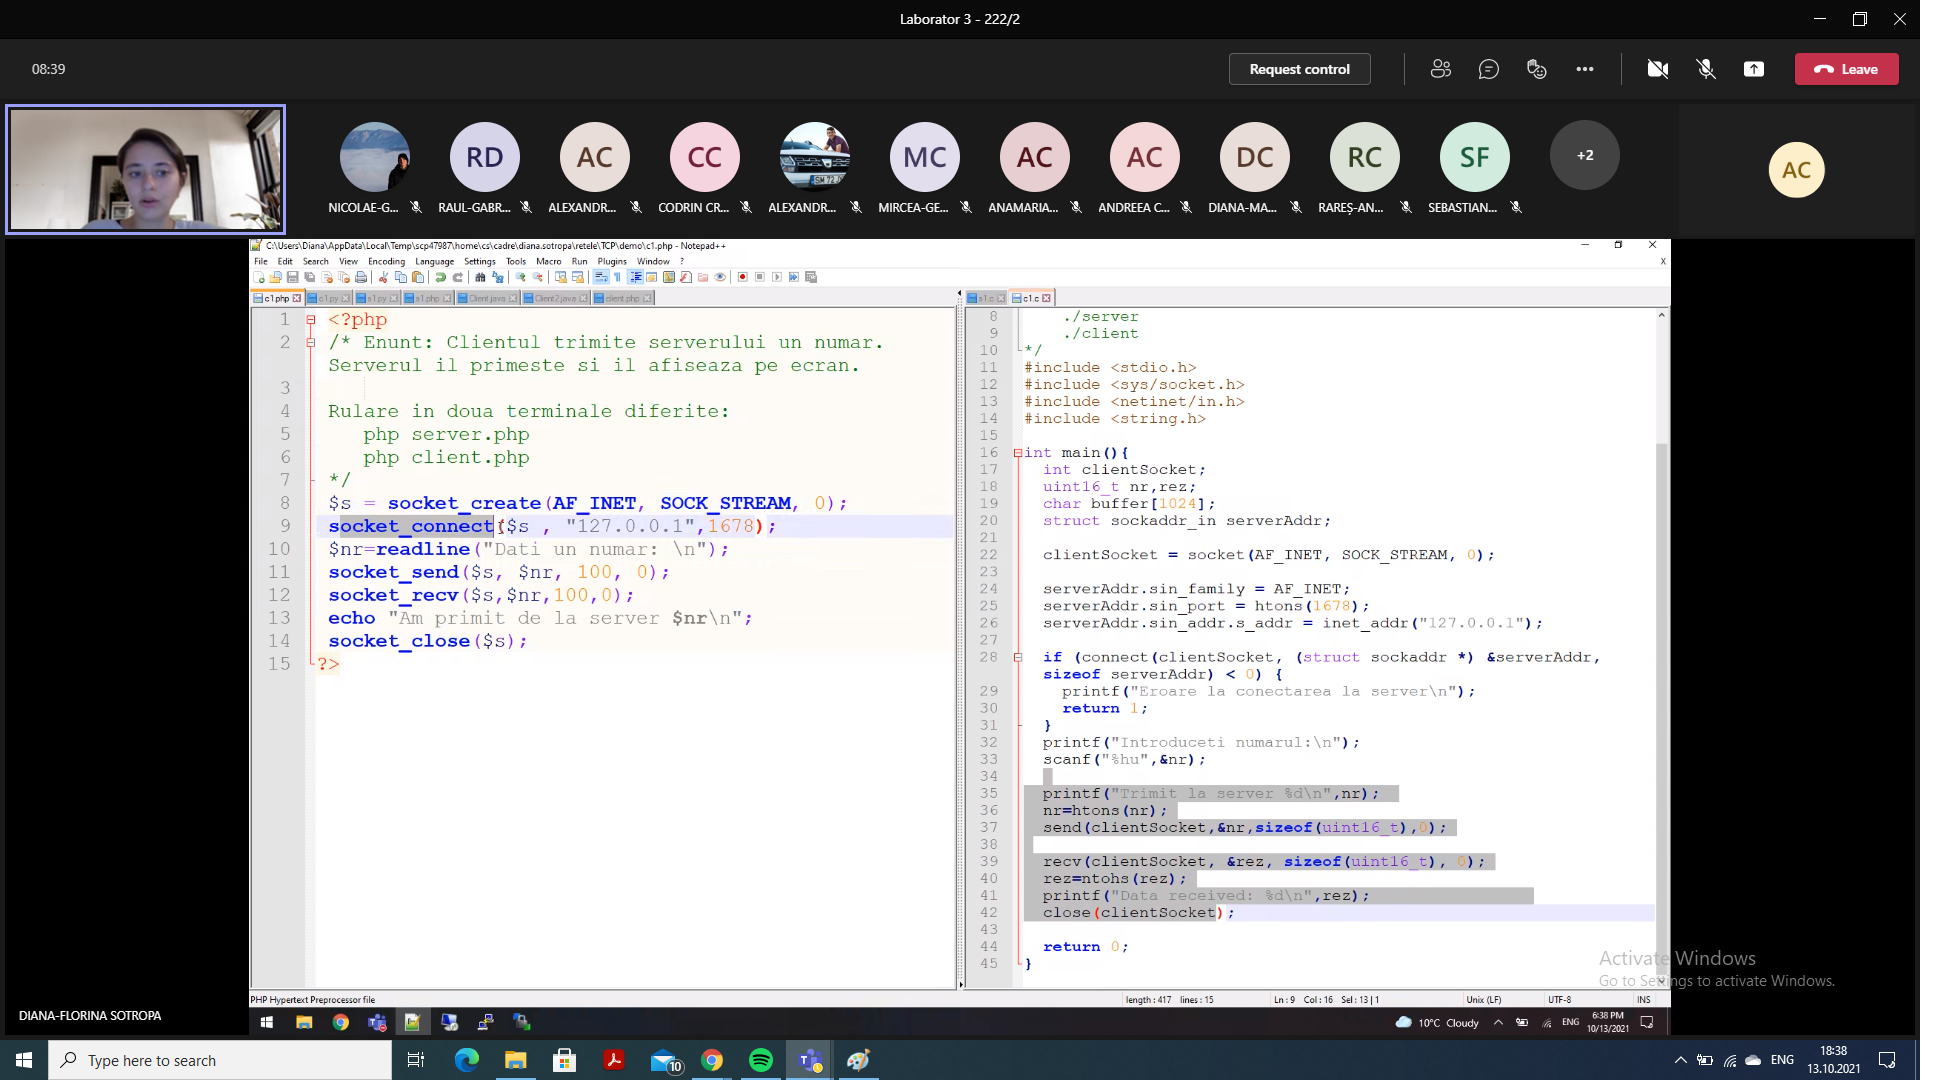 Laborator 3 - 222/2
08:39
Request control
Leave
RD
AC
CC
MC
AC
AC
DC
RC
SF
+2
AC
NICOLAE-G...
RAUL-GABR...
ALEXANDR...
CODRIN CR...
ALEXANDR...
MIRCEA-GE...
ANAMARIA...
ANDREEA C...
DIANA-MA...
RAREȘ-AN...
SEBASTIAN...
C:\Users\Diana\AppData\Local\Temp\scp47987\home\cs\cadre\diana.sotropa\retele\TCP\demo\c1.php - Notepad++
File Edit Search View Encoding Language Settings Tools Macro Run Plugins Window ?
X
c1.php c1.py s1.py s1.php Client.java Client2.java client.php
1 <?php
2 /* Enunt: Clientul trimite serverului un numar.
Serverul il primeste si il afiseaza pe ecran.
3
4 Rulare in doua terminale diferite:
5 php server.php
6 php client.php
7 */
8 $s = socket_create(AF_INET, SOCK_STREAM, 0);
9 socket_connect($s , "127.0.0.1",1678);
10 $nr=readline("Dati un numar: \n");
11 socket_send($s, $nr, 100, 0);
12 socket_recv($s,$nr,100,0);
13 echo "Am primit de la server $nr\n";
14 socket_close($s);
15 ?>
s1.c c1.c
8 ./server
9 ./client
10 */
11 #include <stdio.h>
12 #include <sys/socket.h>
13 #include <netinet/in.h>
14 #include <string.h>
15
16 int main(){
17 int clientSocket;
18 uint16_t nr,rez;
19 char buffer[1024];
20 struct sockaddr_in serverAddr;
21
22 clientSocket = socket(AF_INET, SOCK_STREAM, 0);
23
24 serverAddr.sin_family = AF_INET;
25 serverAddr.sin_port = htons(1678);
26 serverAddr.sin_addr.s_addr = inet_addr("127.0.0.1");
27
28 if (connect(clientSocket, (struct sockaddr *) &serverAddr,
sizeof serverAddr) < 0) {
29 printf("Eroare la conectarea la server\n");
30 return 1;
31 }
32 printf("Introduceti numarul:\n");
33 scanf("%hu",&nr);
34
35 printf("Trimit la server %d\n",nr);
36 nr=htons(nr);
37 send(clientSocket,&nr,sizeof(uint16_t),0);
38
39 recv(clientSocket, &rez, sizeof(uint16_t), 0);
40 rez=ntohs(rez);
41 printf("Data received: %d\n",rez);
42 close(clientSocket);
43
44 return 0;
45 }
Activate Windows
Go to Settings to activate Windows.
PHP Hypertext Preprocessor file
length : 417 lines : 15
Ln : 9 Col : 16 Sel : 13 | 1
Unix (LF)
UTF-8
INS
DIANA-FLORINA SOTROPA
10°C Cloudy
ENG
6:38 PM
10/13/2021
Type here to search
10
ENG
18:38
13.10.2021